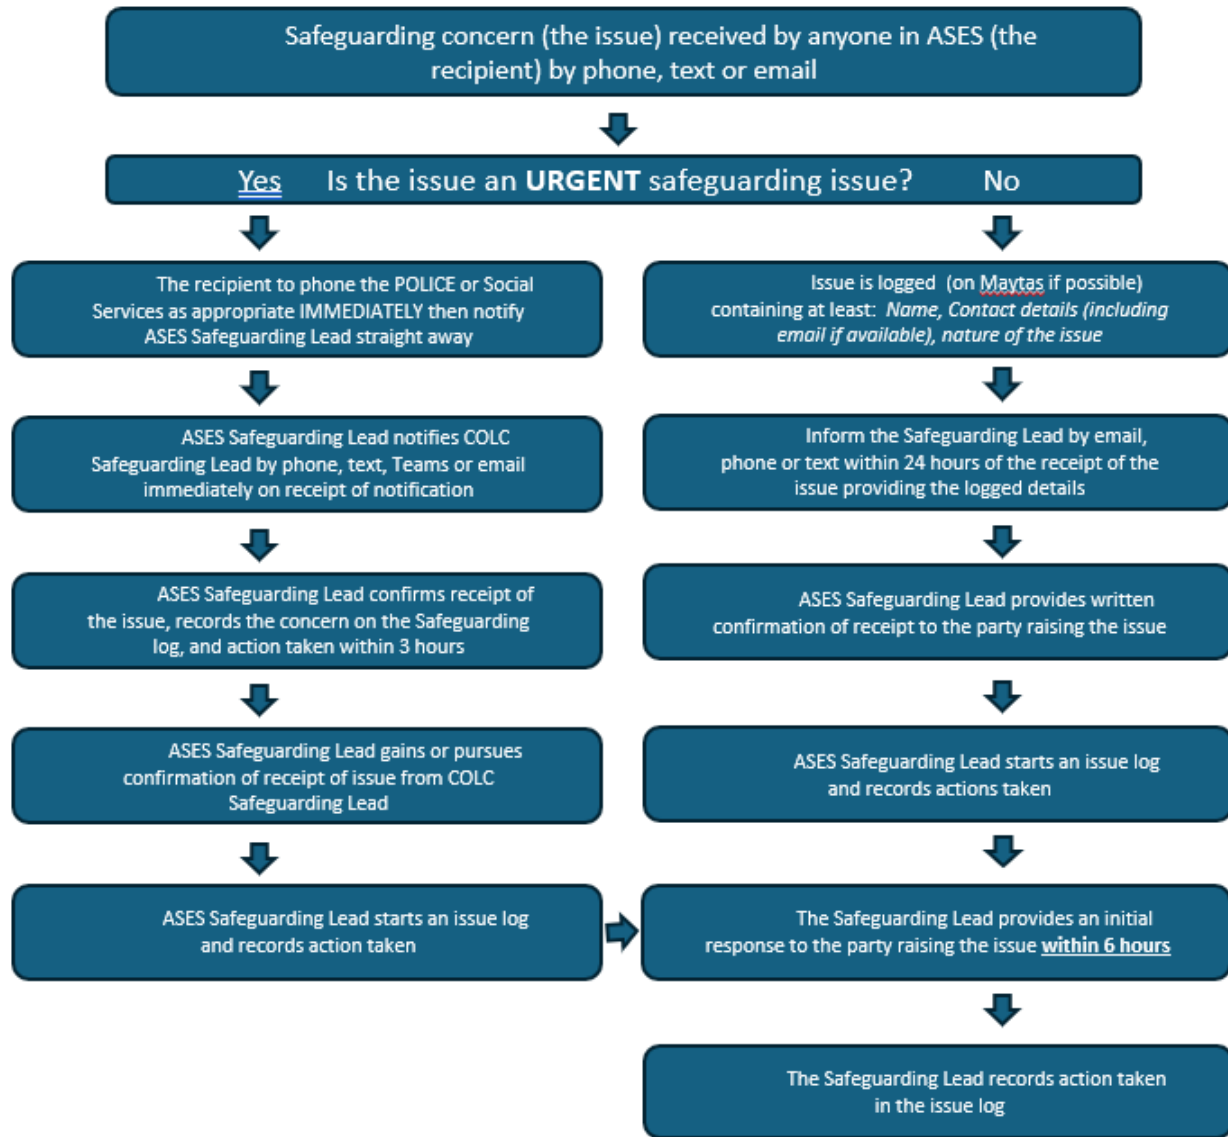 Safeguarding concern (the issue) received by anyone in ASES (the
recipient) by phone, text or email
Yes Is the issue an URGENT safeguarding issue? No
The recipient to phone the POLICE or Social
Services as appropriate IMMEDIATELY then notify
ASES Safeguarding Lead straight away
ASES Safeguarding Lead notifies COLC
Safeguarding Lead by phone, text, Teams or email
immediately on receipt of notification
ASES Safeguarding Lead confirms receipt of
the issue, records the concern on the Safeguarding
log, and action taken within 3 hours
ASES Safeguarding Lead gains or pursues
confirmation of receipt of issue from COLC
Safeguarding Lead
ASES Safeguarding Lead starts an issue log
and records action taken
Issue is logged (on Maytas if possible)
containing at least: Name, Contact details (including
email if available), nature of the issue
Inform the Safeguarding Lead by email,
phone or text within 24 hours of the receipt of the
issue providing the logged details
ASES Safeguarding Lead provides written
confirmation of receipt to the party raising the issue
ASES Safeguarding Lead starts an issue log
and records actions taken
The Safeguarding Lead provides an initial
response to the party raising the issue within 6 hours
The Safeguarding Lead records action taken
in the issue log